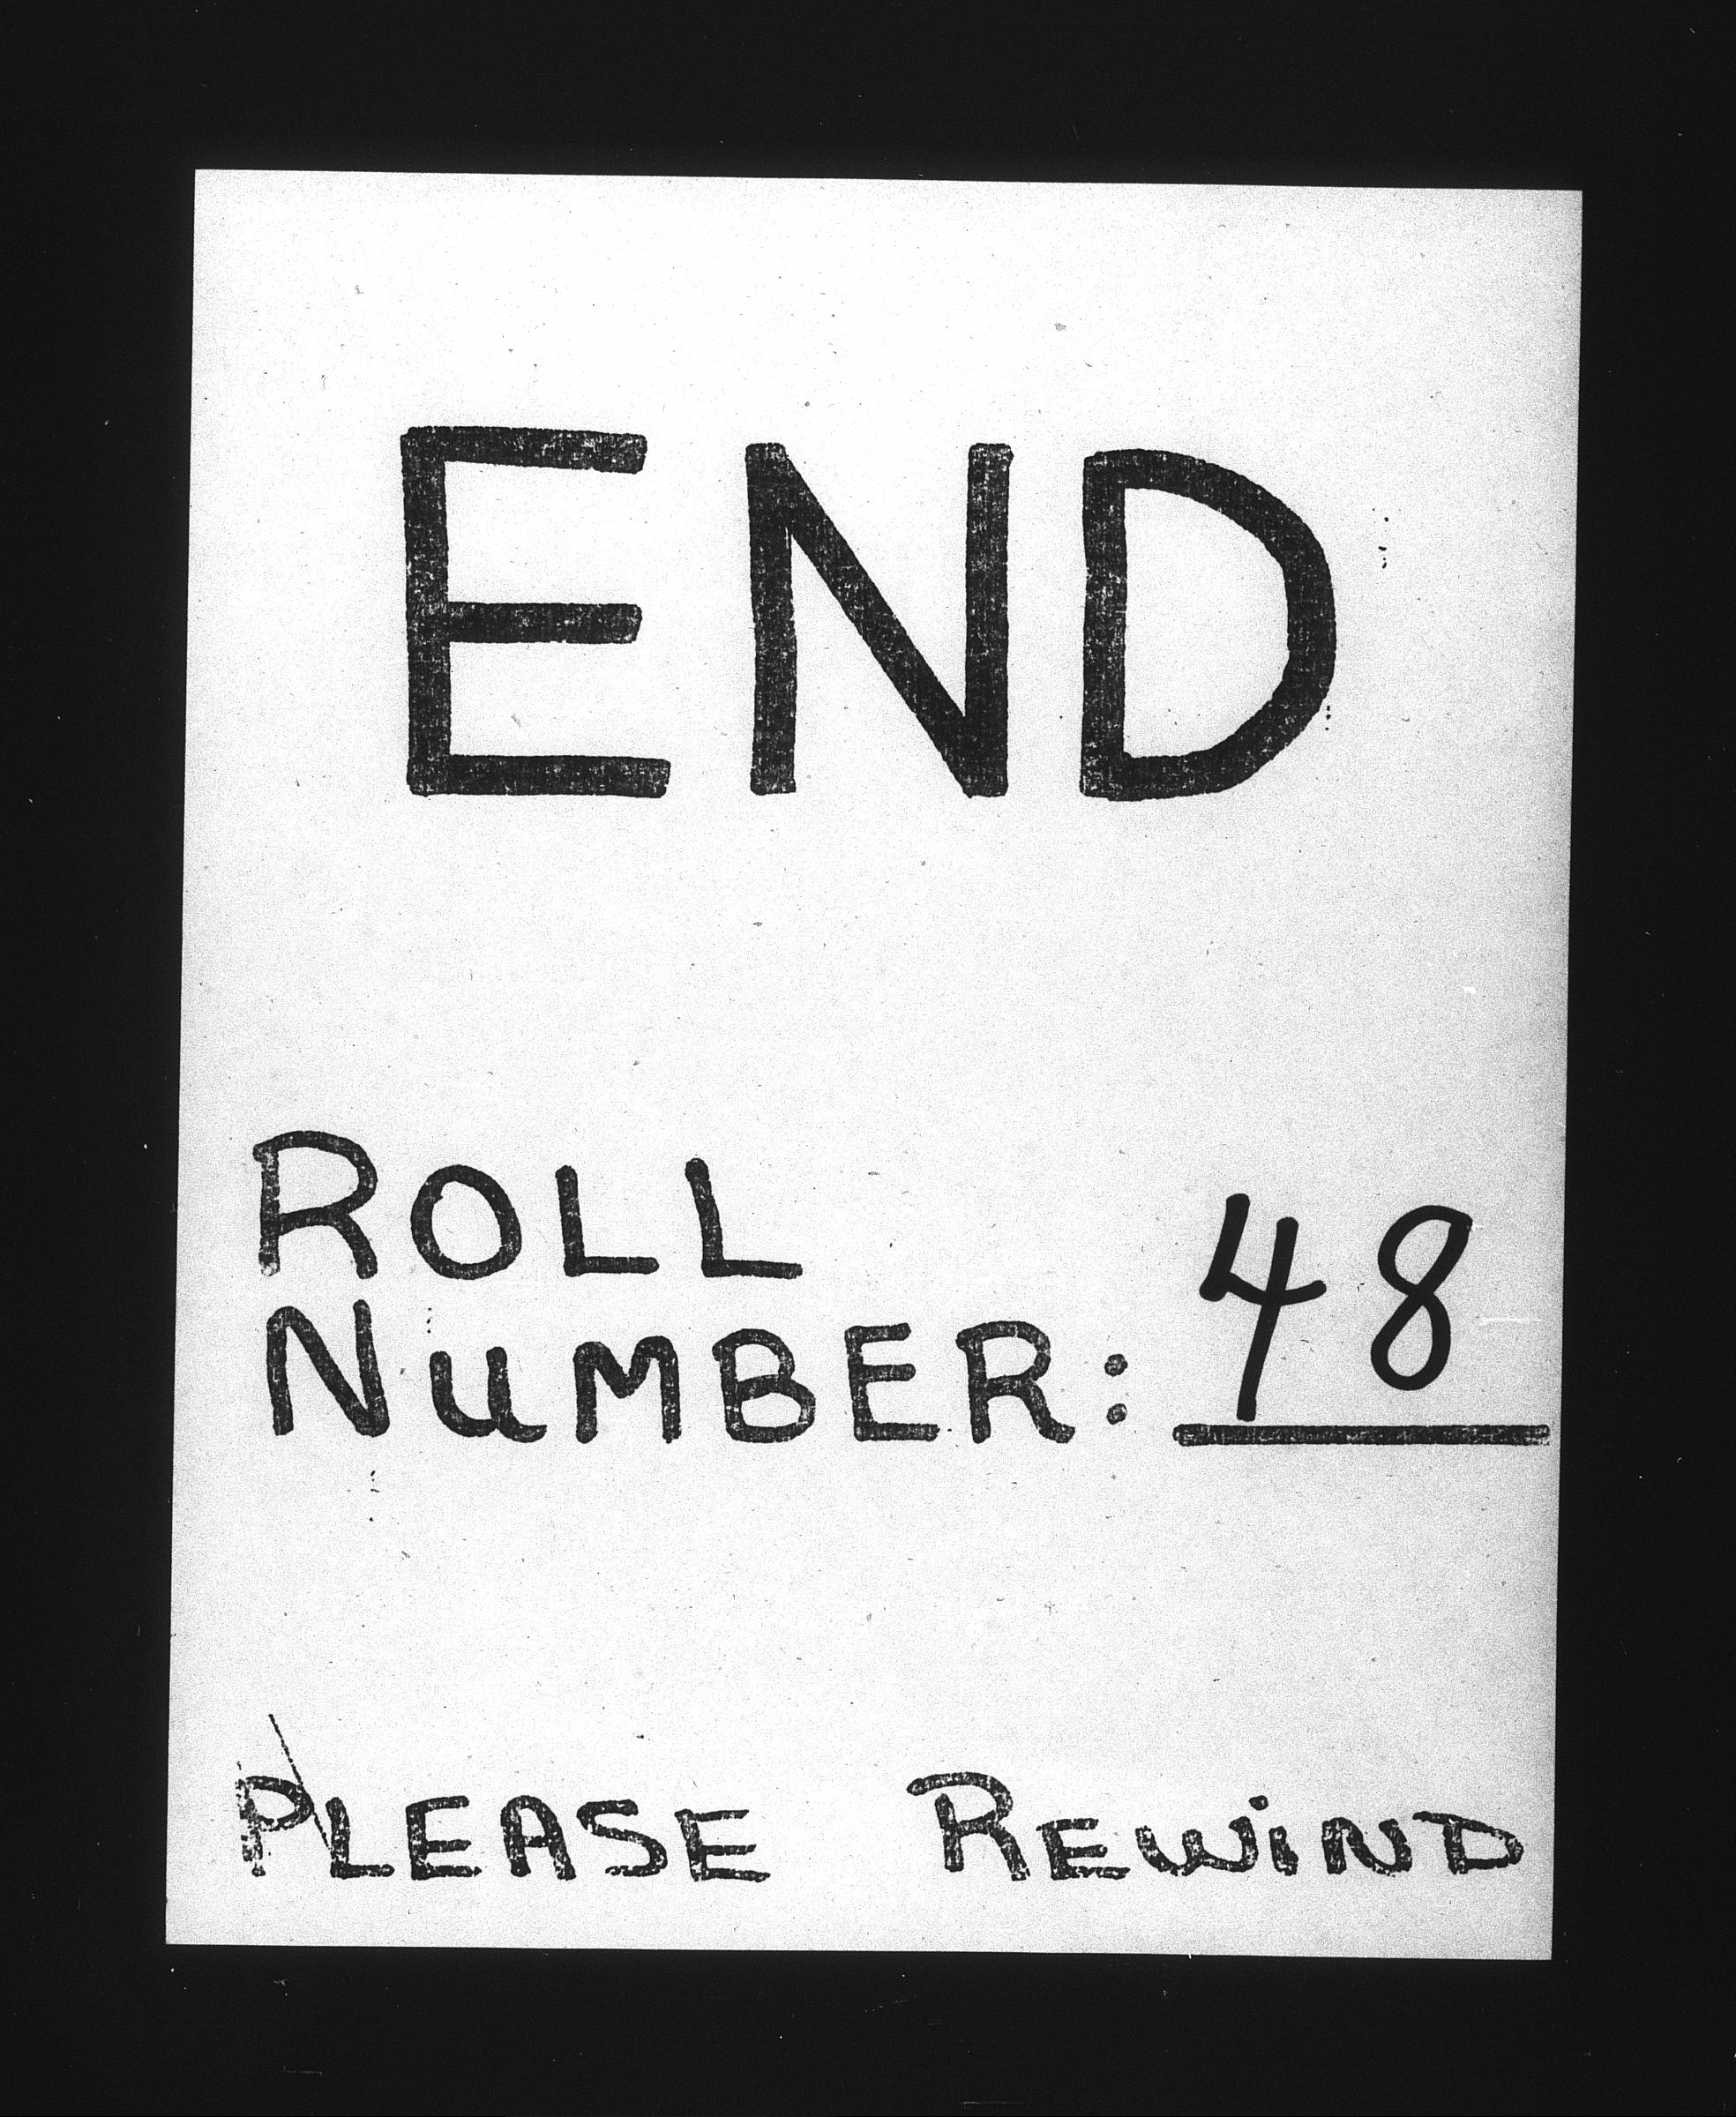 END
ROLL
NUMBER: 48
PLEASE REWIND